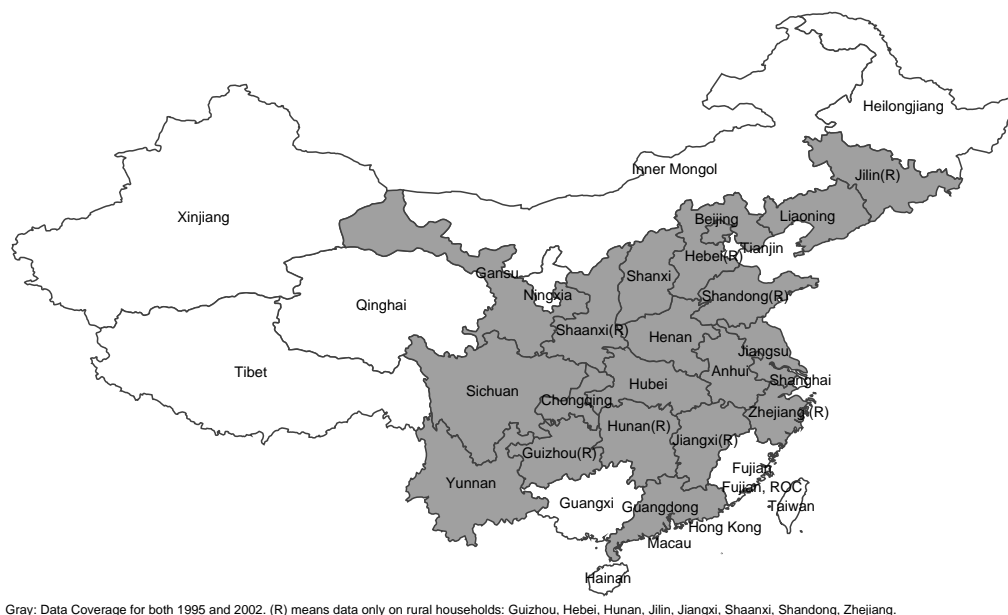 Heilongjiang
Inner Mongol
Jilin(R)
Xinjiang
Beijing
Liaoning
Tianjin
Hebei(R)
Gansu
Shanxi
Ningxia
Shandong(R)
Qinghai
Shaanxi(R)
Henan
Jiangsu
Tibet
Anhui
Shanghai
Sichuan
Hubei
Chongqing
Zhejiang(R)
Hunan(R)
Jiangxi(R)
Guizhou(R)
Fujian
Yunnan
Fujian, ROC
Guangxi
Guangdong
Taiwan
Hong Kong
Macau
Hainan
Gray: Data Coverage for both 1995 and 2002. (R) means data only on rural households: Guizhou, Hebei, Hunan, Jilin, Jiangxi, Shaanxi, Shandong, Zhejiang.